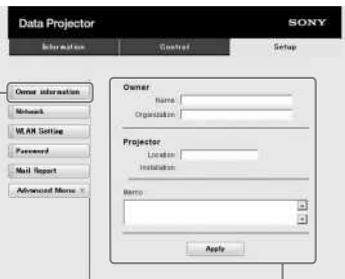 Data Projector
SONY
Information
Control
Setup
Owner information
Network
WLAN Setting
Password
Mail Report
Advanced Menu
Owner
Name
Organization
Projector
Location
Installation
Memo
Apply